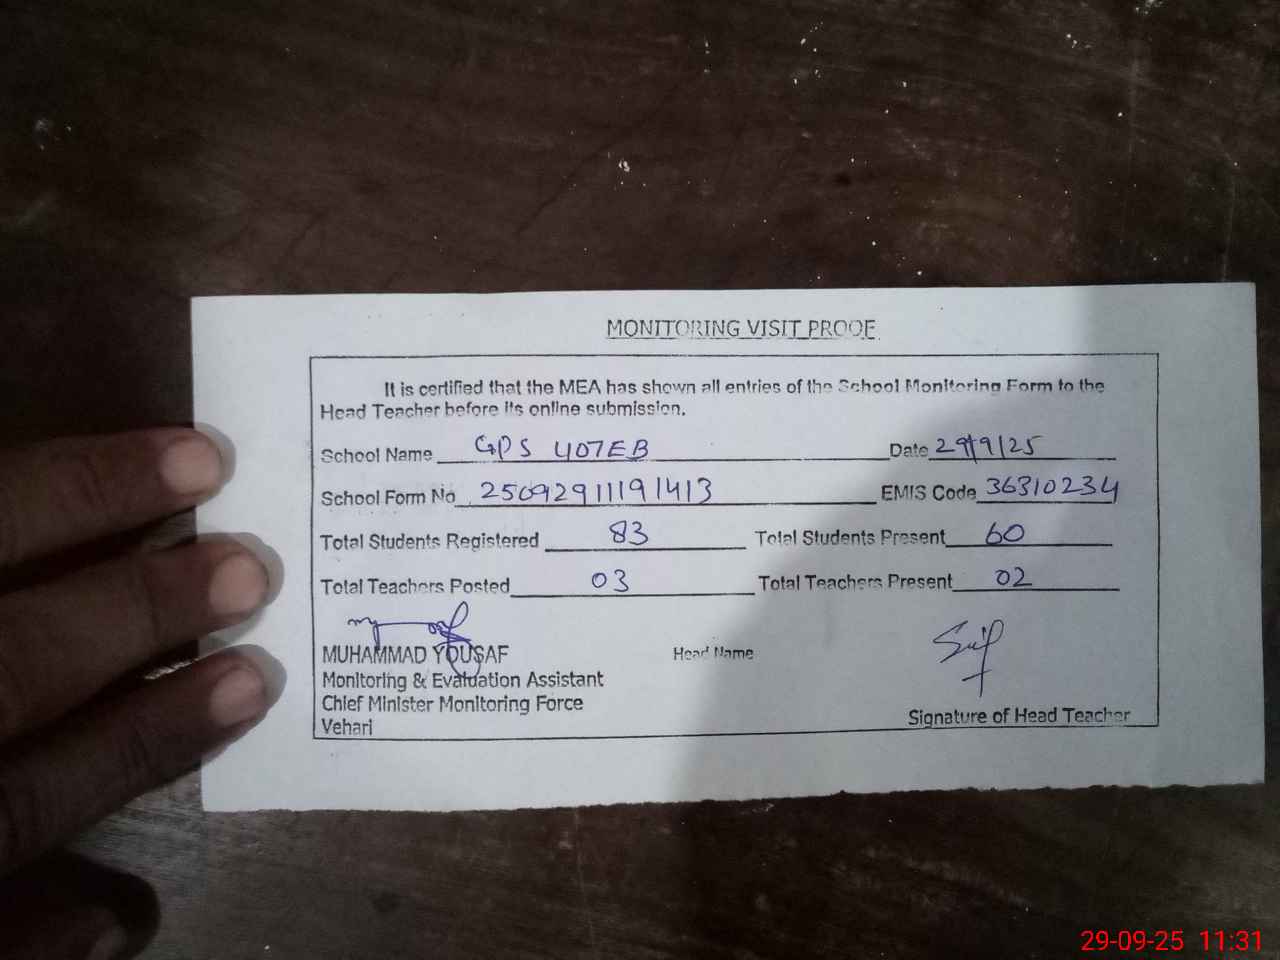 MONITORING VISIT PROOF
It is certified that the MEA has shown all entries of the School Monitoring Form to the
Head Teacher before its online submission.
School Name GPS 407EB Date 29/9/25
School Form No 25092911191413 EMIS Code 36310234
Total Students Registered 83 Total Students Present 60
Total Teachers Posted 03 Total Teachers Present 02
MUHAMMAD YOUSAF Head Name
Monitoring & Evaluation Assistant
Chief Minister Monitoring Force
Vehari Signature of Head Teacher
29-09-25 11:31